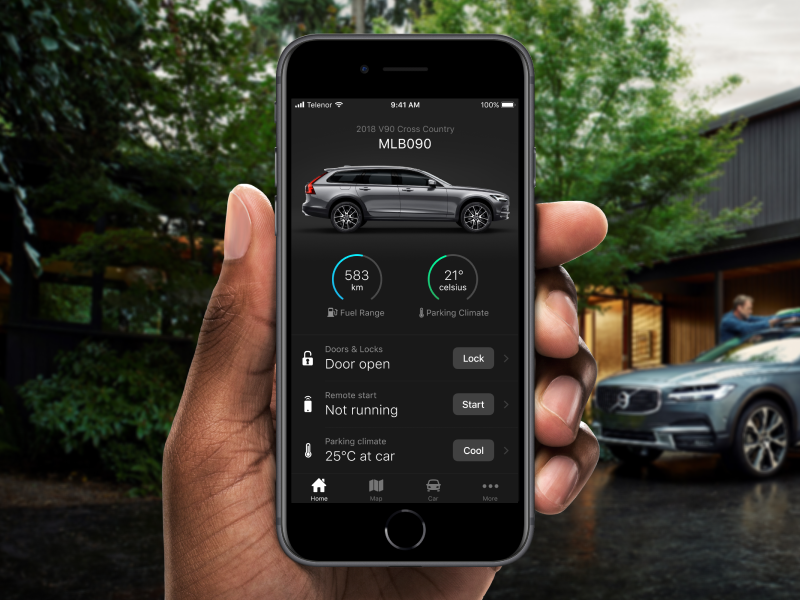 Telenor
9:41 AM
100%
2018 V90 Cross Country
MLB090
583
km
21°
celsius
Fuel Range
Parking Climate
Doors & Locks
Door open
Lock
Remote start
Not running
Start
Parking climate
25°C at car
Cool
Home
Map
Car
More